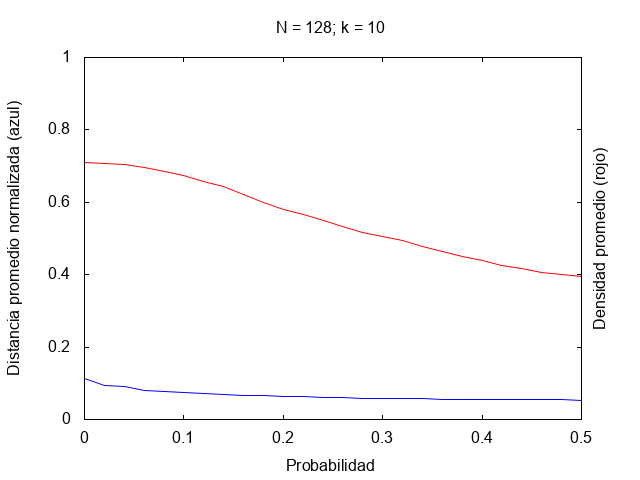 N = 128; k = 10
Distancia promedio normalizada (azul)
Densidad promedio (rojo)
1
0.8
0.6
0.4
0.2
0
0 0.1 0.2 0.3 0.4 0.5
Probabilidad